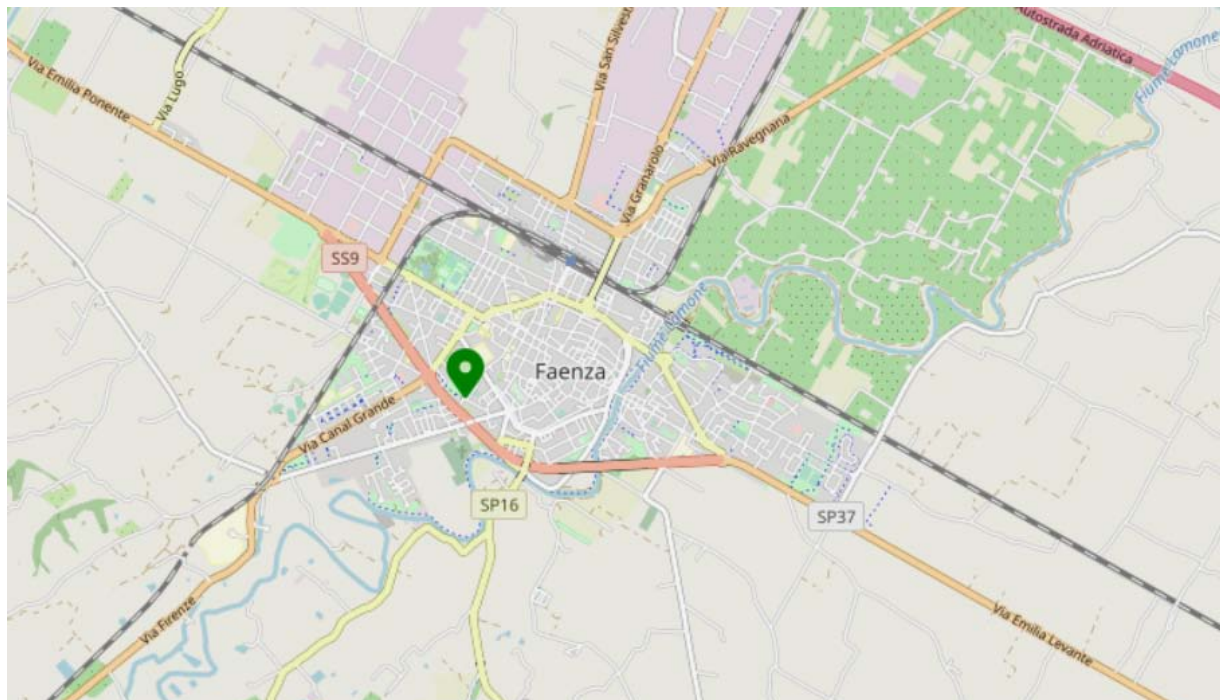 Autostrada Adriatica
Fiume Lamone
Via San Silvest
Via Emilia Ponente
Via Lugo
Via Ravegnana
Via Granarolo
SS9
Fiume Lamone
Faenza
Via Canal Grande
SP16
SP37
Via Firenze
Via Emilia Levante